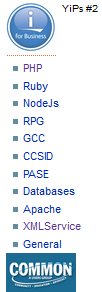 YiPs #2
i
for Business
PHP
Ruby
NodeJs
RPG
GCC
CCSID
PASE
Databases
Apache
XMLService
General
COMMON